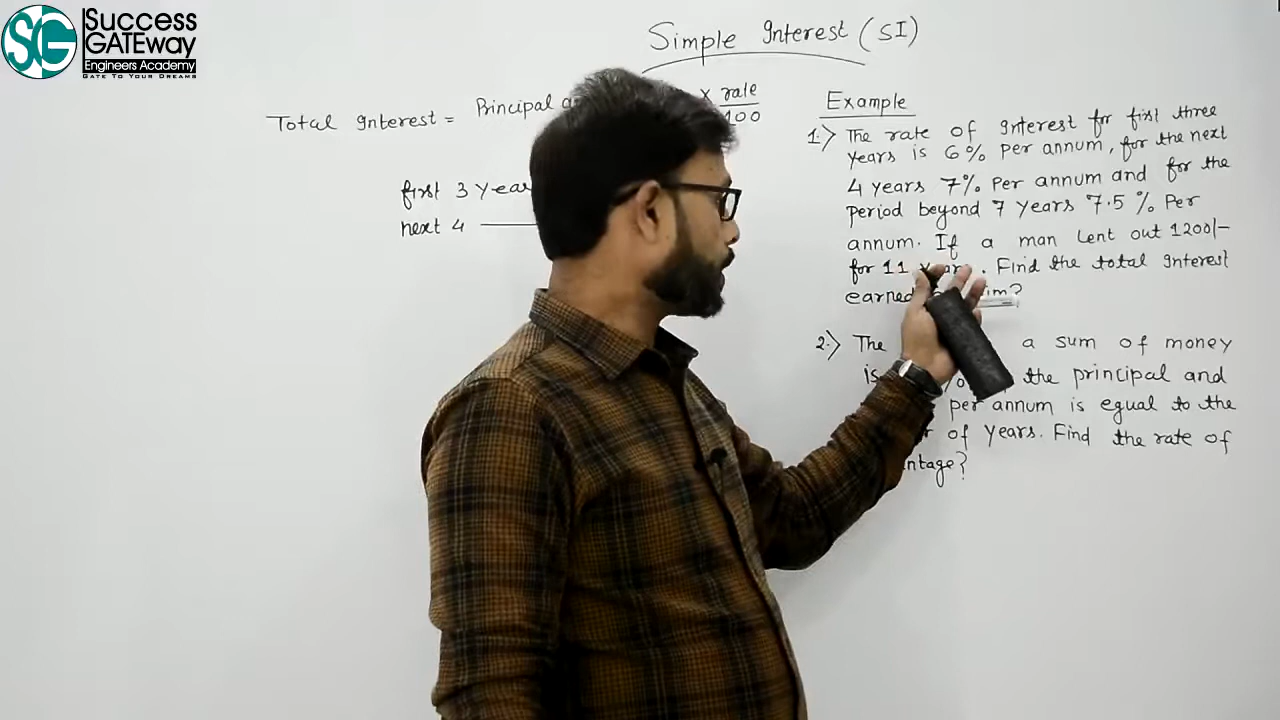 Success
GATEway
Engineers Academy
GATE TO YOUR DREAMS
Simple Interest (SI)
Total Interest = Principal × rate
100
first 3 year
next 4
Example
1.) The rate of Interest for first three
years is 6% per annum, for the next
4 years 7% per annum and for the
period beyond 7 years 7.5 % per
annum. If a man lent out 1200/-
for 11 . Find the total Interest
earned
2.) The a sum of money
is the principal and
per annum is equal to the
of years. Find the rate of